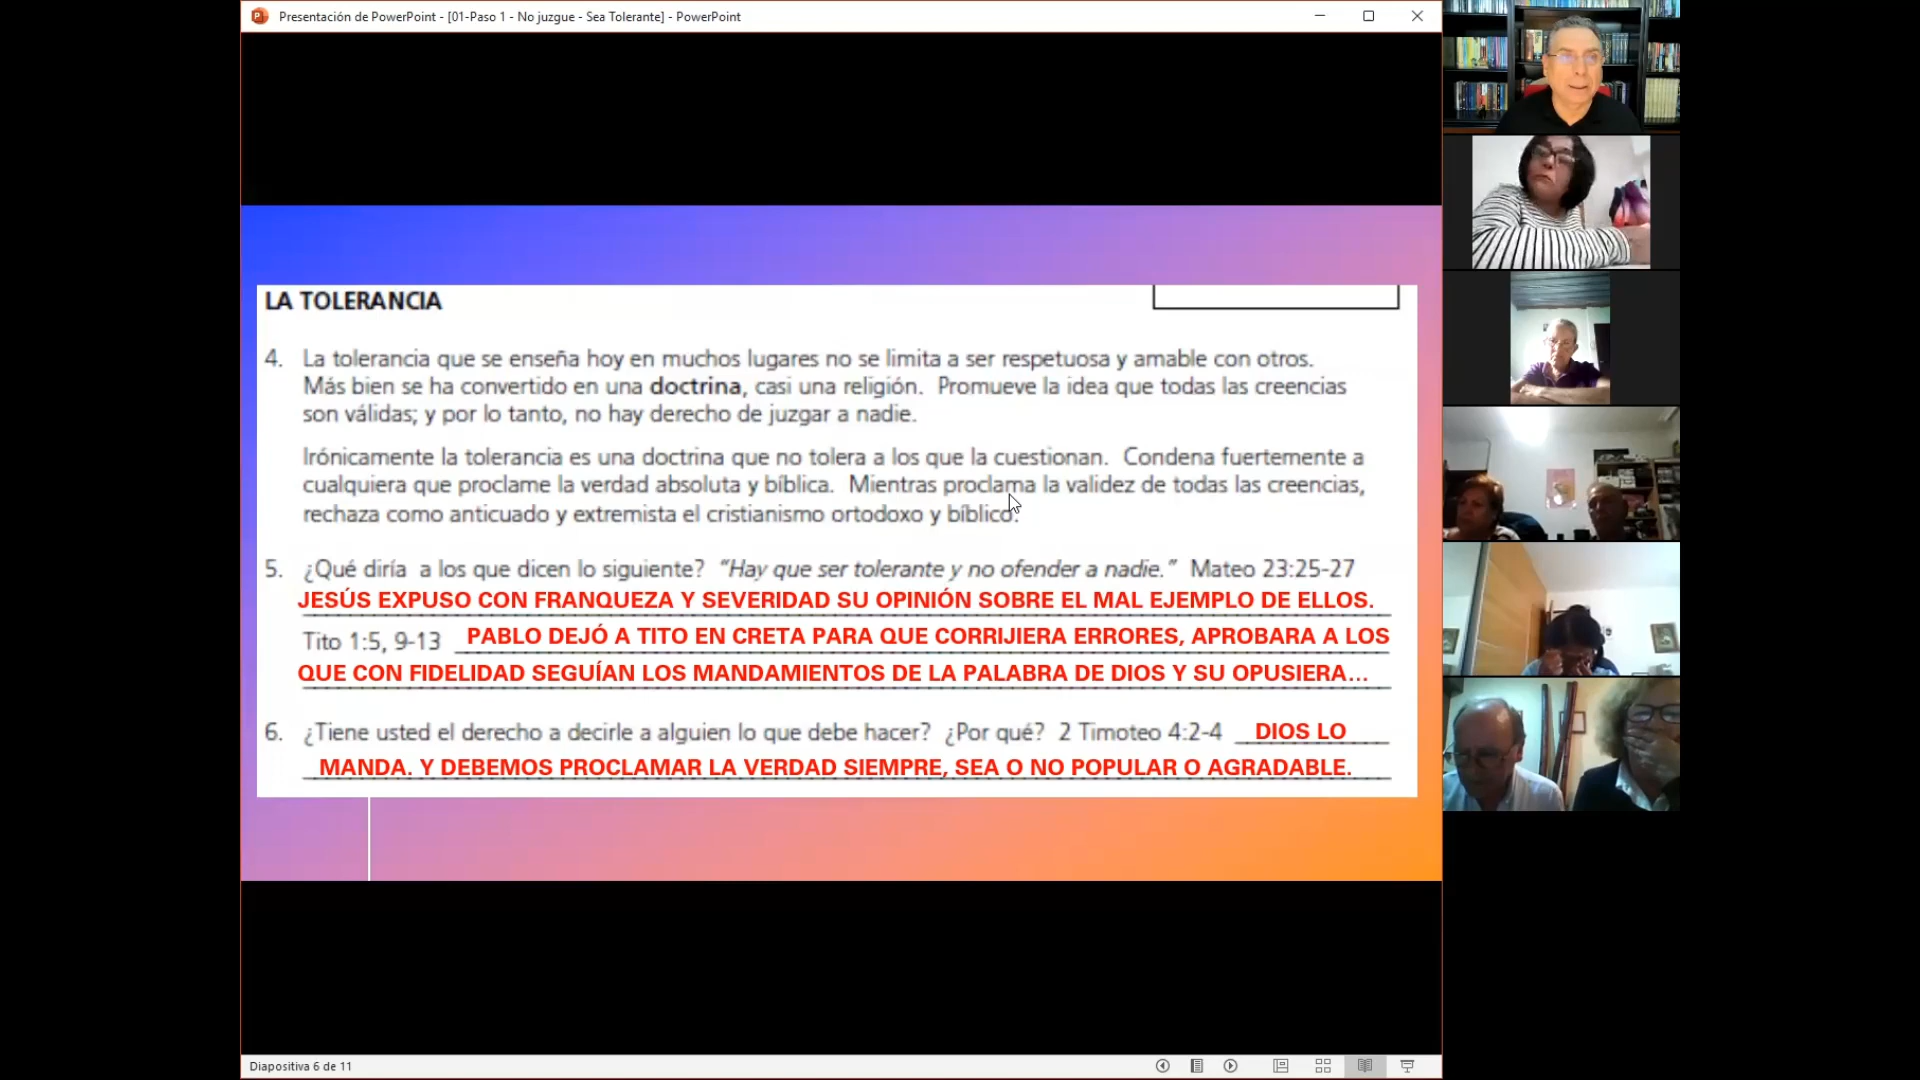 Presentación de PowerPoint - [01-Paso 1 - No juzgue - Sea Tolerante] - PowerPoint
LA TOLERANCIA
4. La tolerancia que se enseña hoy en muchos lugares no se limita a ser respetuosa y amable con otros.
Más bien se ha convertido en una doctrina, casi una religión. Promueve la idea que todas las creencias
son válidas; y por lo tanto, no hay derecho de juzgar a nadie.
Irónicamente la tolerancia es una doctrina que no tolera a los que la cuestionan. Condena fuertemente a
cualquiera que proclame la verdad absoluta y bíblica. Mientras proclama la validez de todas las creencias,
rechaza como anticuado y extremista el cristianismo ortodoxo y bíblico.
5. ¿Qué diría a los que dicen lo siguiente? "Hay que ser tolerante y no ofender a nadie." Mateo 23:25-27
JESÚS EXPUSO CON FRANQUEZA Y SEVERIDAD SU OPINIÓN SOBRE EL MAL EJEMPLO DE ELLOS.
Tito 1:5, 9-13 PABLO DEJÓ A TITO EN CRETA PARA QUE CORRIJIERA ERRORES, APROBARA A LOS
QUE CON FIDELIDAD SEGUÍAN LOS MANDAMIENTOS DE LA PALABRA DE DIOS Y SU OPUSIERA...
6. ¿Tiene usted el derecho a decirle a alguien lo que debe hacer? ¿Por qué? 2 Timoteo 4:2-4 DIOS LO
MANDA. Y DEBEMOS PROCLAMAR LA VERDAD SIEMPRE, SEA O NO POPULAR O AGRADABLE.
Diapositiva 6 de 11